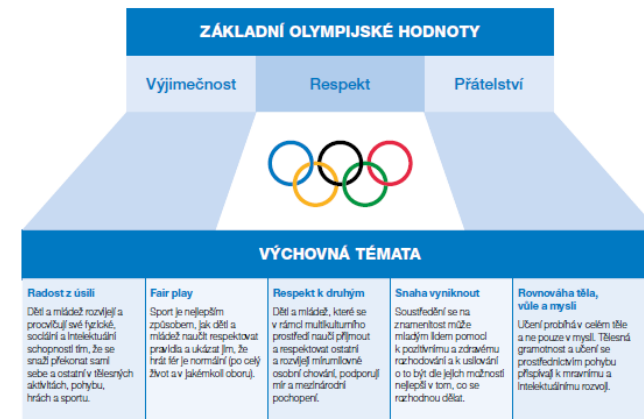 ZÁKLADNÍ OLYMPIJSKÉ HODNOTY
Výjimečnost
Respekt
Přátelství
VÝCHOVNÁ TÉMATA
Radost z úsilí
Děti a mládež rozvíjejí a
procvičují své fyzické,
sociální a intelektuální
schopnosti tím, že se
snaží překonat sami
sebe a ostatní v tělesných
aktivitách, pohybu,
hrách a sportu.
Fair play
Sport je nejlepším
způsobem, jak děti a
mládež naučit respektovat
pravidla a ukázat jim, že
hrát fér je normální (po celý
život a v jakémkoli oboru).
Respekt k druhým
Děti a mládež, které se
v rámci multikulturního
prostředí naučí přijmout
a respektovat ostatní
a rozvíjejí mírumilovné
osobní chování, podporují
mír a mezinárodní
pochopení.
Snaha vyniknout
Soustředění se na
znamenitost může
mladým lidem pomoci
k pozitivnímu a zdravému
rozhodování a k usilování
o to být dle jejich možností
nejlepší v tom, co se
rozhodnou dělat.
Rovnováha těla,
vůle a mysli
Učení probíhá v celém těle
a ne pouze v mysli. Tělesná
gramotnost a učení se
prostřednictvím pohybu
přispívají k mravnímu a
intelektuálnímu rozvoji.